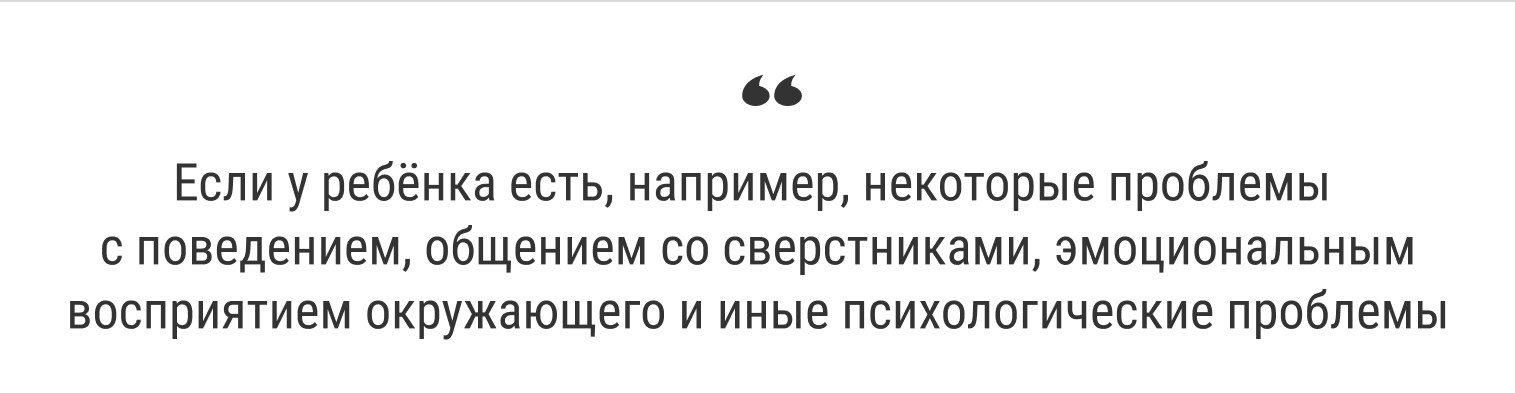 “
Если у ребёнка есть, например, некоторые проблемы
с поведением, общением со сверстниками, эмоциональным
восприятием окружающего и иные психологические проблемы